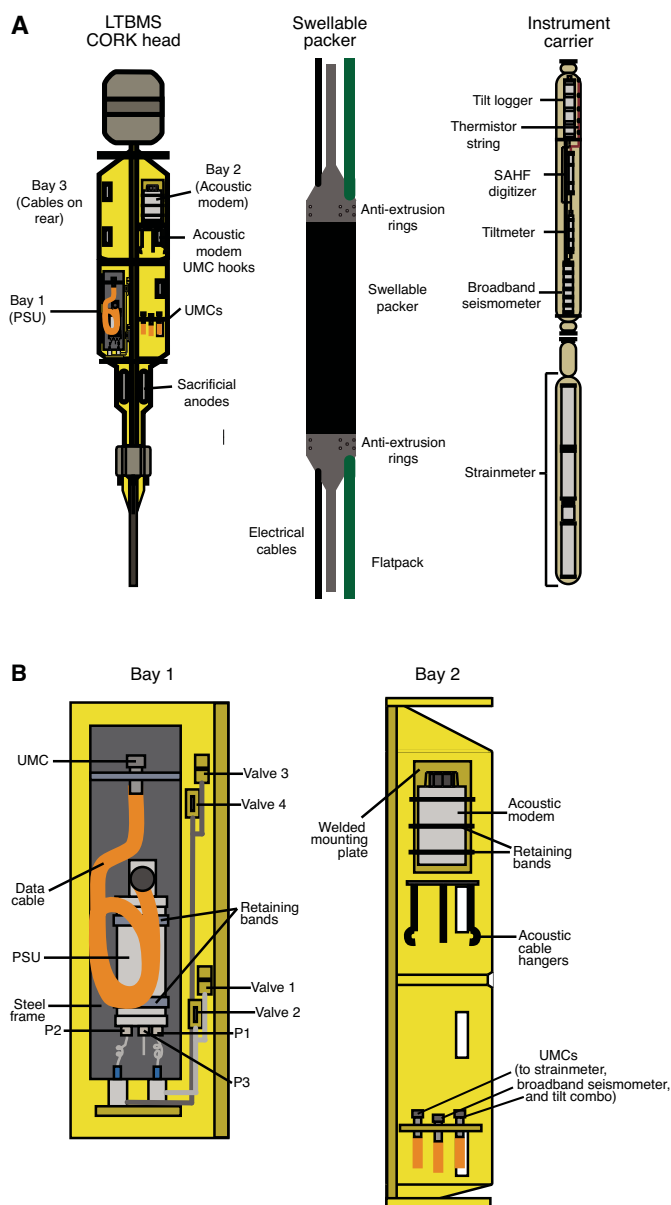 A
LTBMS
CORK head
Swellable
packer
Instrument
carrier
Bay 3
(Cables on
rear)
Bay 2
(Acoustic
modem)
Acoustic
modem
UMC hooks
Bay 1
(PSU)
UMCs
Sacrificial
anodes
Anti-extrusion
rings
Swellable
packer
Anti-extrusion
rings
Electrical
cables
Flatpack
Tilt logger
Thermistor
string
SAHF
digitizer
Tiltmeter
Broadband
seismometer
Strainmeter
B
Bay 1
Bay 2
UMC
Valve 3
Valve 4
Data
cable
Retaining
bands
PSU
Valve 1
Steel
frame
Valve 2
P2
P1
P3
Welded
mounting
plate
Acoustic
modem
Retaining
bands
Acoustic
cable
hangers
UMCs
(to strainmeter,
broadband seismometer,
and tilt combo)